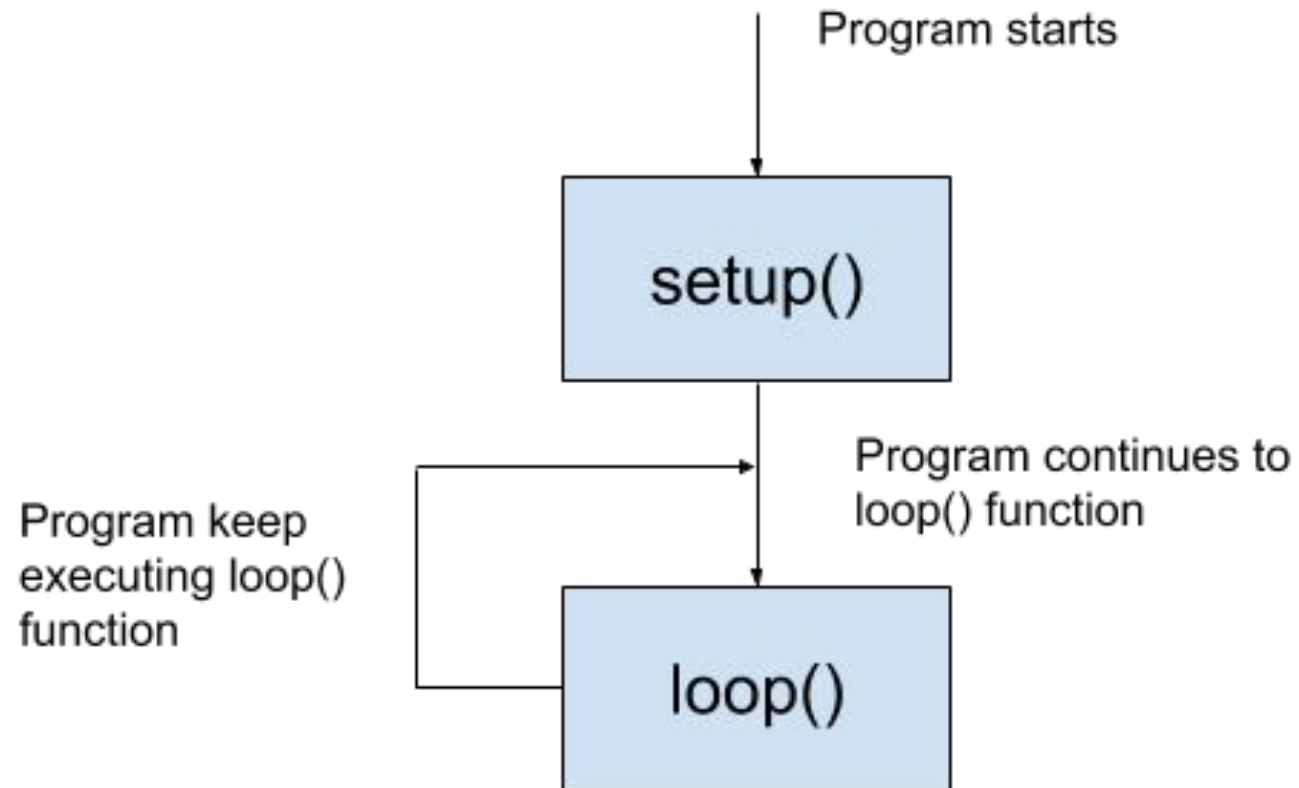 Program starts
setup()
Program continues to
loop() function
Program keep
executing loop()
function
loop()